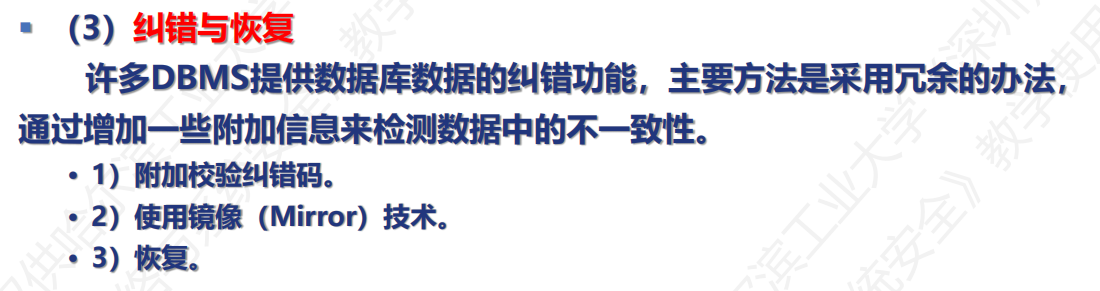 ▪ （3）纠错与恢复
许多DBMS提供数据库数据的纠错功能，主要方法是采用冗余的办法，
通过增加一些附加信息来检测数据中的不一致性。
• 1）附加校验纠错码。
• 2）使用镜像（Mirror）技术。
• 3）恢复。